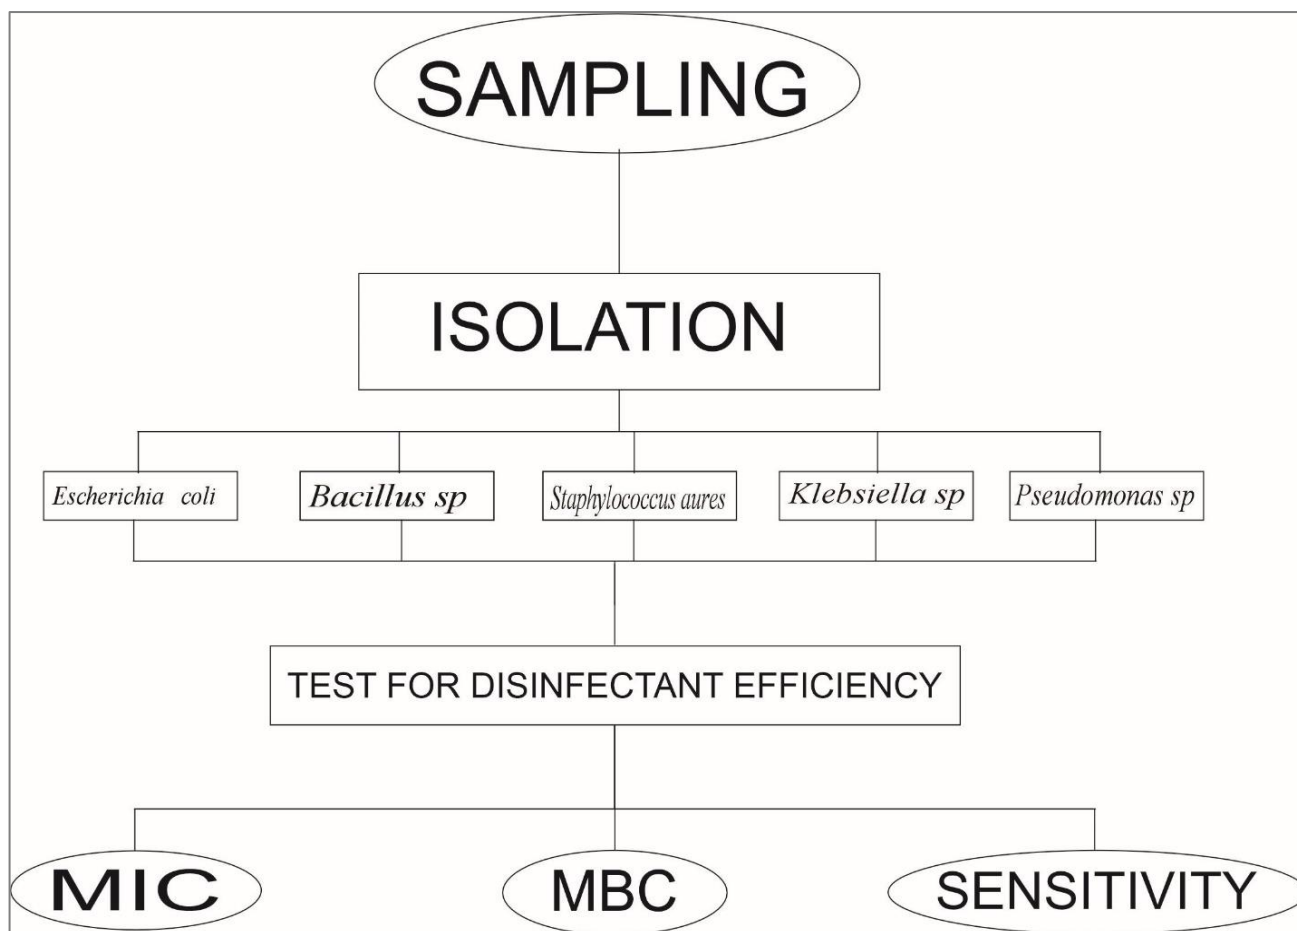 SAMPLING
ISOLATION
Escherichia coli
Bacillus sp
Staphylococcus aures
Klebsiella sp
Pseudomonas sp
TEST FOR DISINFECTANT EFFICIENCY
MIC
MBC
SENSITIVITY